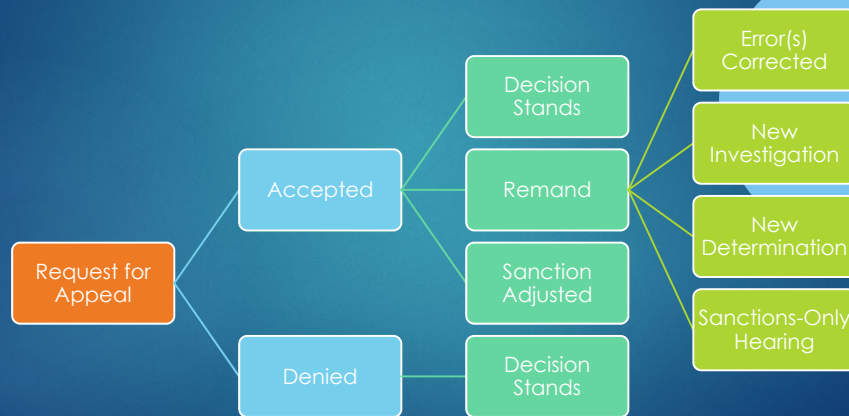 Request for
Appeal
Accepted
Denied
Decision
Stands
Remand
Sanction
Adjusted
Decision
Stands
Error(s)
Corrected
New
Investigation
New
Determination
Sanctions-Only
Hearing